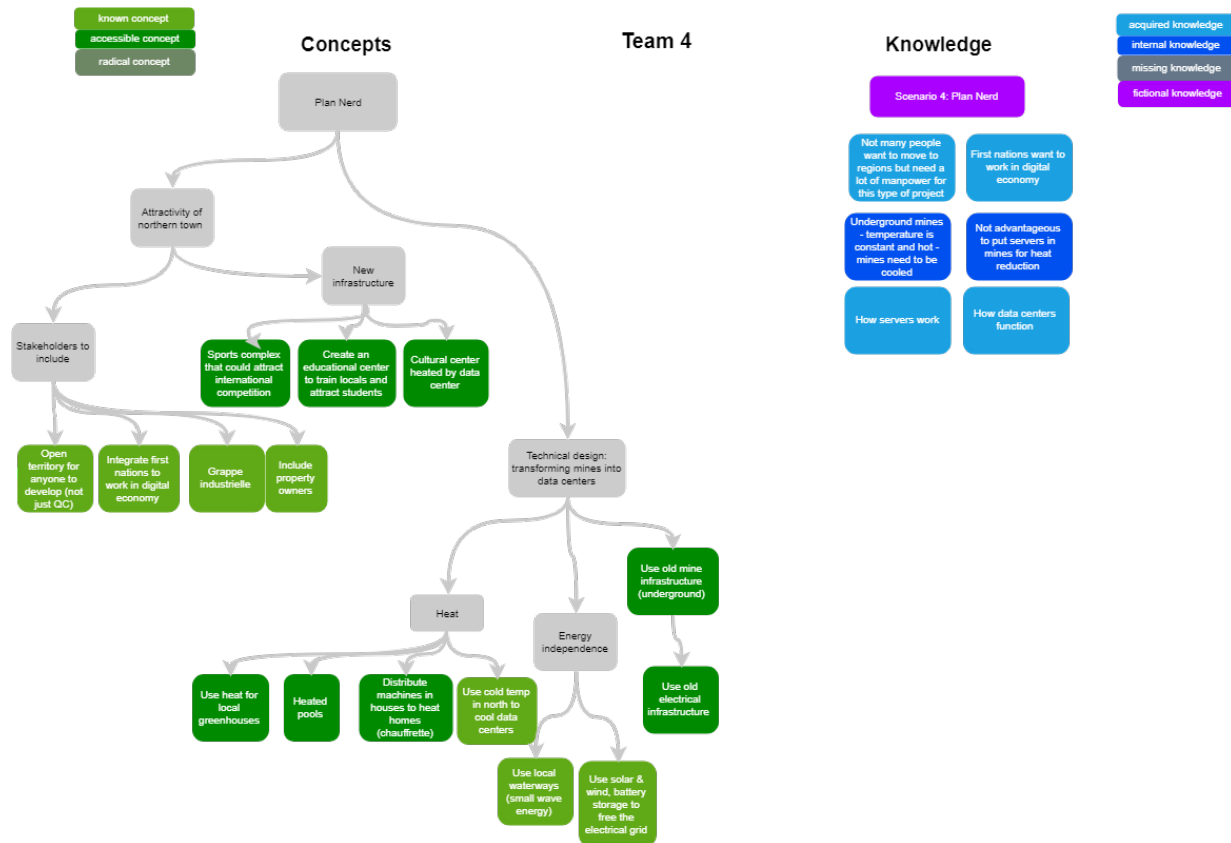 known concept
accessible concept
radical concept
Concepts
Team 4
Knowledge
acquired knowledge
internal knowledge
missing knowledge
fictional knowledge
Plan Nerd
Scenario 4: Plan Nerd
Not many people
want to move to
regions but need a
lot of manpower for
this type of project
First nations want to
work in digital
economy
Attractivity of
northern town
Underground mines
- temperature is
constant and hot -
mines need to be
cooled
Not advantageous
to put servers in
mines for heat
reduction
New
infrastructure
How servers work
How data centers
function
Stakeholders to
include
Sports complex
that could attract
international
competition
Create an
educational center
to train locals and
attract students
Cultural center
heated by data
center
Open
territory for
anyone to
develop (not
just QC)
Integrate first
nations to
work in digital
economy
Grappe
industrielle
Include
property
owners
Technical design:
transforming mines into
data centers
Use old mine
infrastructure
(underground)
Heat
Energy
independence
Use heat for
local
greenhouses
Heated
pools
Distribute
machines in
houses to heat
homes
(chauffrette)
Use cold temp
in north to
cool data
centers
Use old
electrical
infrastructure
Use local
waterways
(small wave
energy)
Use solar &
wind, battery
storage to
free the
electrical grid